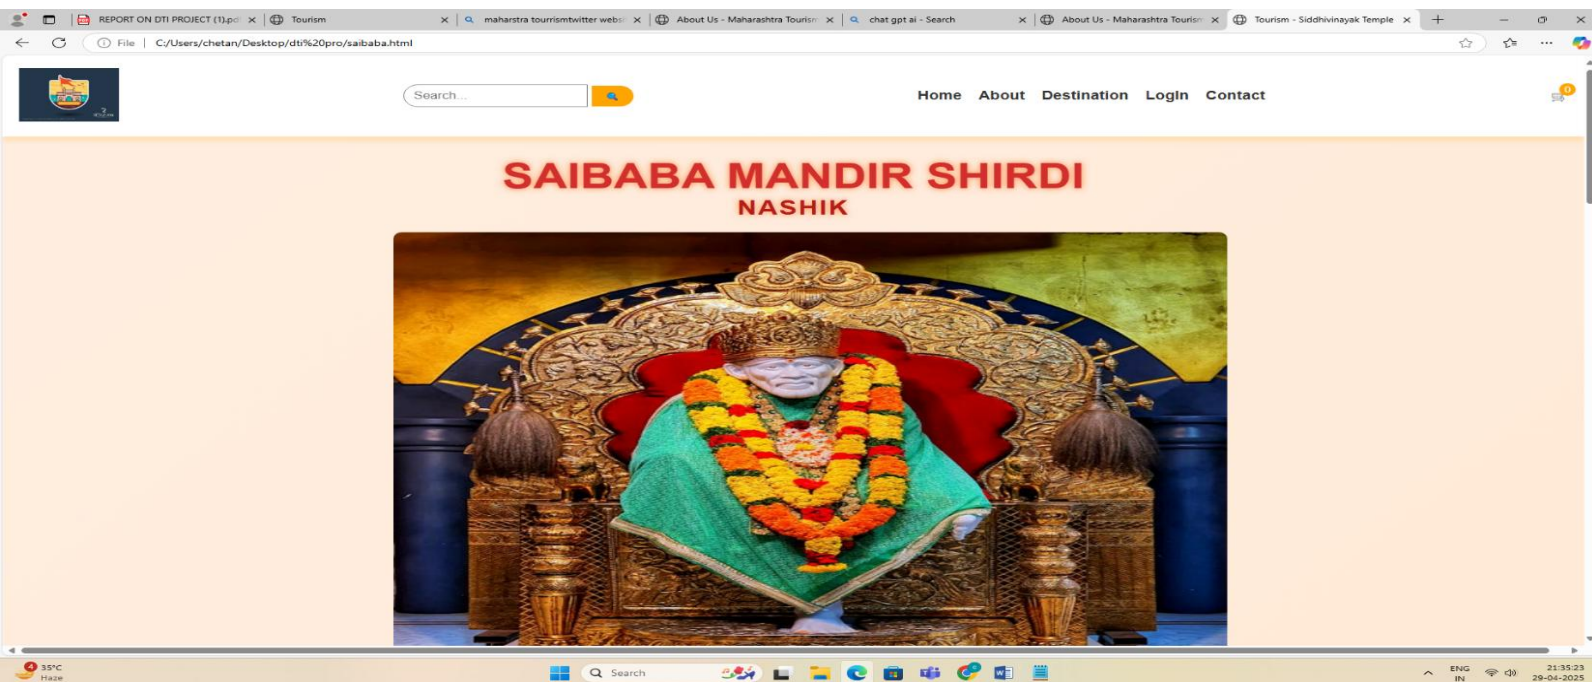 REPORT ON DTI PROJECT (1).pd
Tourism
maharstra tourrismtwitter websi
About Us - Maharashtra Tourism
chat gpt ai - Search
About Us - Maharashtra Tourism
Tourism - Siddhivinayak Temple
File
C:/Users/chetan/Desktop/dti%20pro/saibaba.html
Search...
Home About Destination LogIn Contact
0
SAIBABA MANDIR SHIRDI
NASHIK
4
35°C
Haze
Search
ENG
IN
21:35:23
29-04-2025